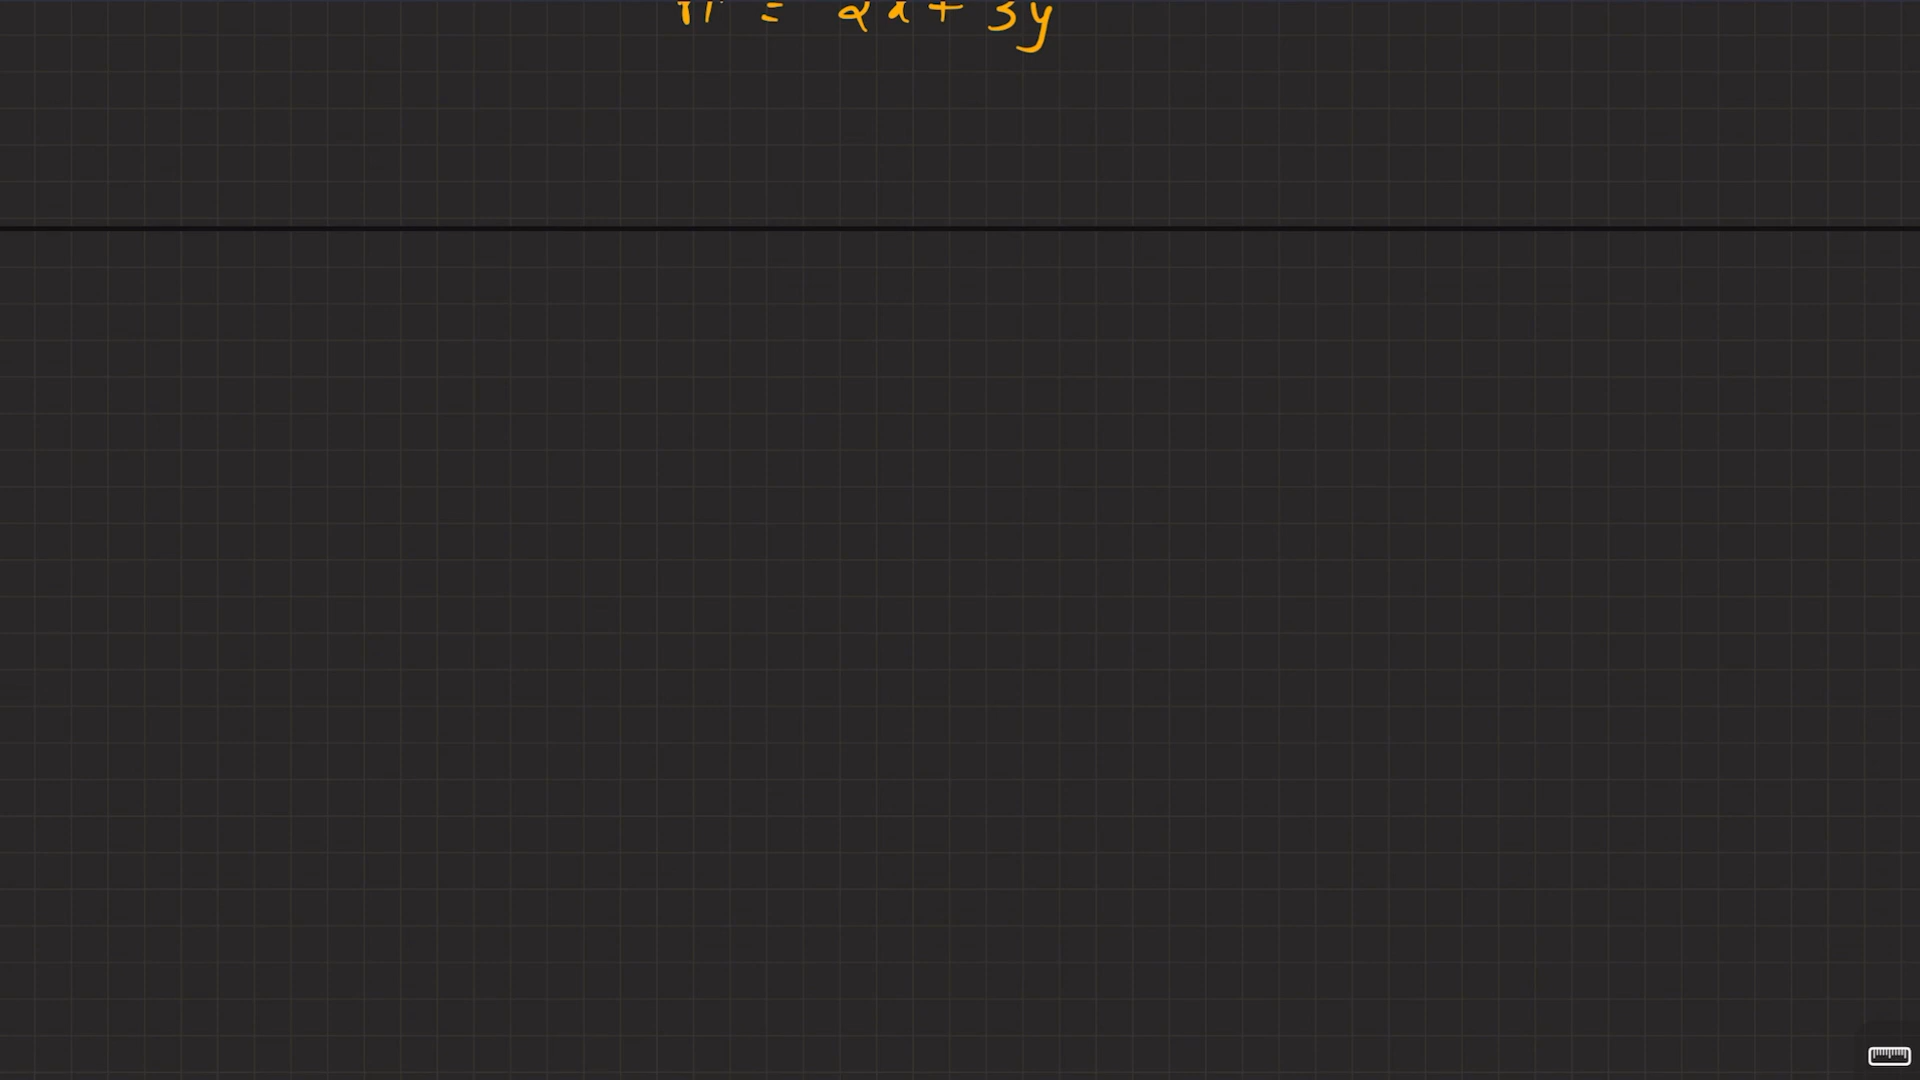 = 2x + 3y